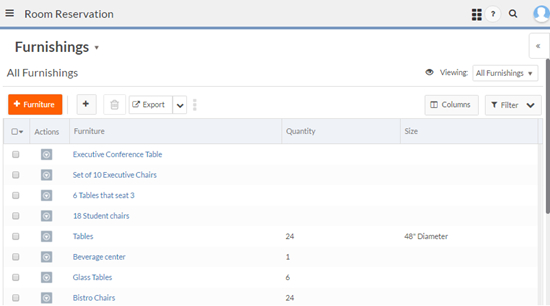 Room Reservation
?
Furnishings
«
All Furnishings
Viewing: All Furnishings
+ Furniture + Export Columns Filter
Actions Furniture Quantity Size
Executive Conference Table
Set of 10 Executive Chairs
6 Tables that seat 3
18 Student chairs
Tables 24 48" Diameter
Beverage center 1
Glass Tables 6
Bistro Chairs 24